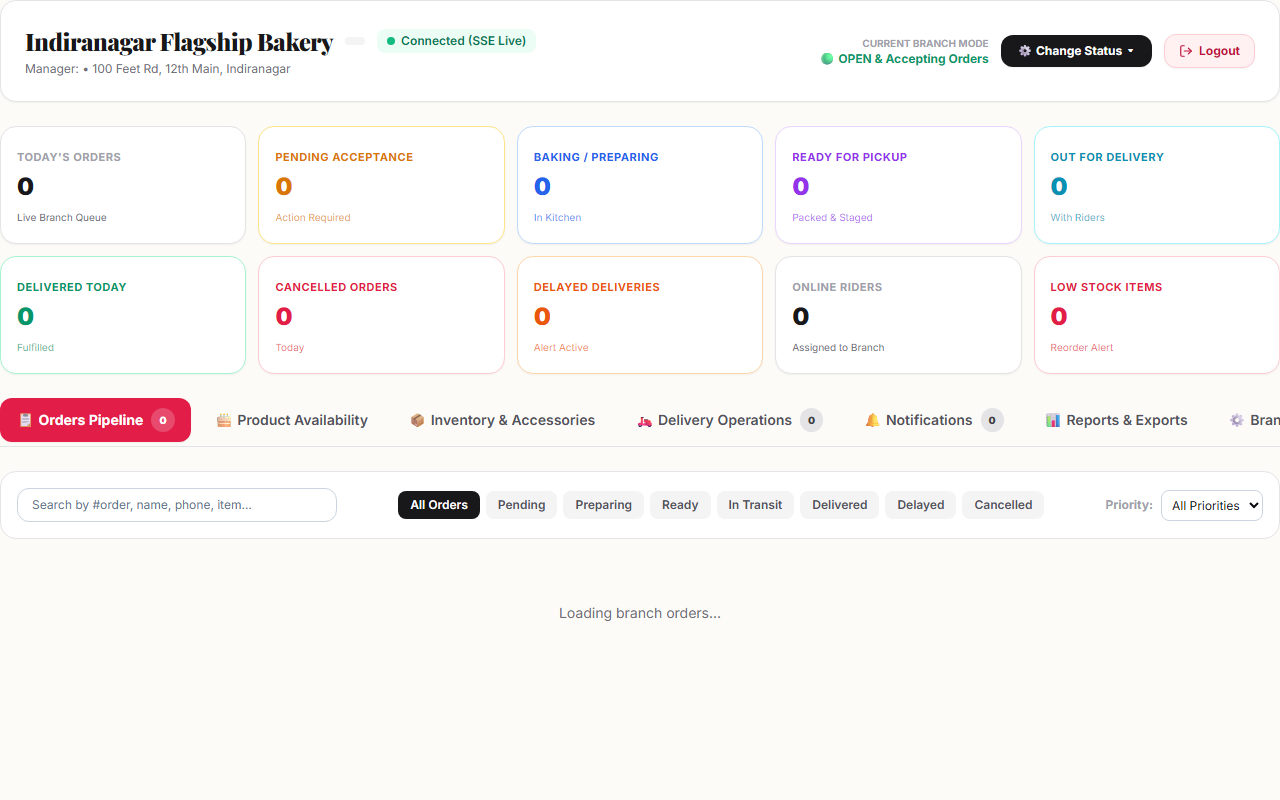 Indiranagar Flagship Bakery
Connected (SSE Live)
Manager: • 100 Feet Rd, 12th Main, Indiranagar
CURRENT BRANCH MODE
OPEN & Accepting Orders
Change Status
Logout
TODAY'S ORDERS
0
Live Branch Queue
PENDING ACCEPTANCE
0
Action Required
BAKING / PREPARING
0
In Kitchen
READY FOR PICKUP
0
Packed & Staged
OUT FOR DELIVERY
0
With Riders
DELIVERED TODAY
0
Fulfilled
CANCELLED ORDERS
0
Today
DELAYED DELIVERIES
0
Alert Active
ONLINE RIDERS
0
Assigned to Branch
LOW STOCK ITEMS
0
Reorder Alert
Orders Pipeline 0
Product Availability
Inventory & Accessories
Delivery Operations 0
Notifications 0
Reports & Exports
Bran
Search by #order, name, phone, item...
All Orders
Pending
Preparing
Ready
In Transit
Delivered
Delayed
Cancelled
Priority:
All Priorities
Loading branch orders...